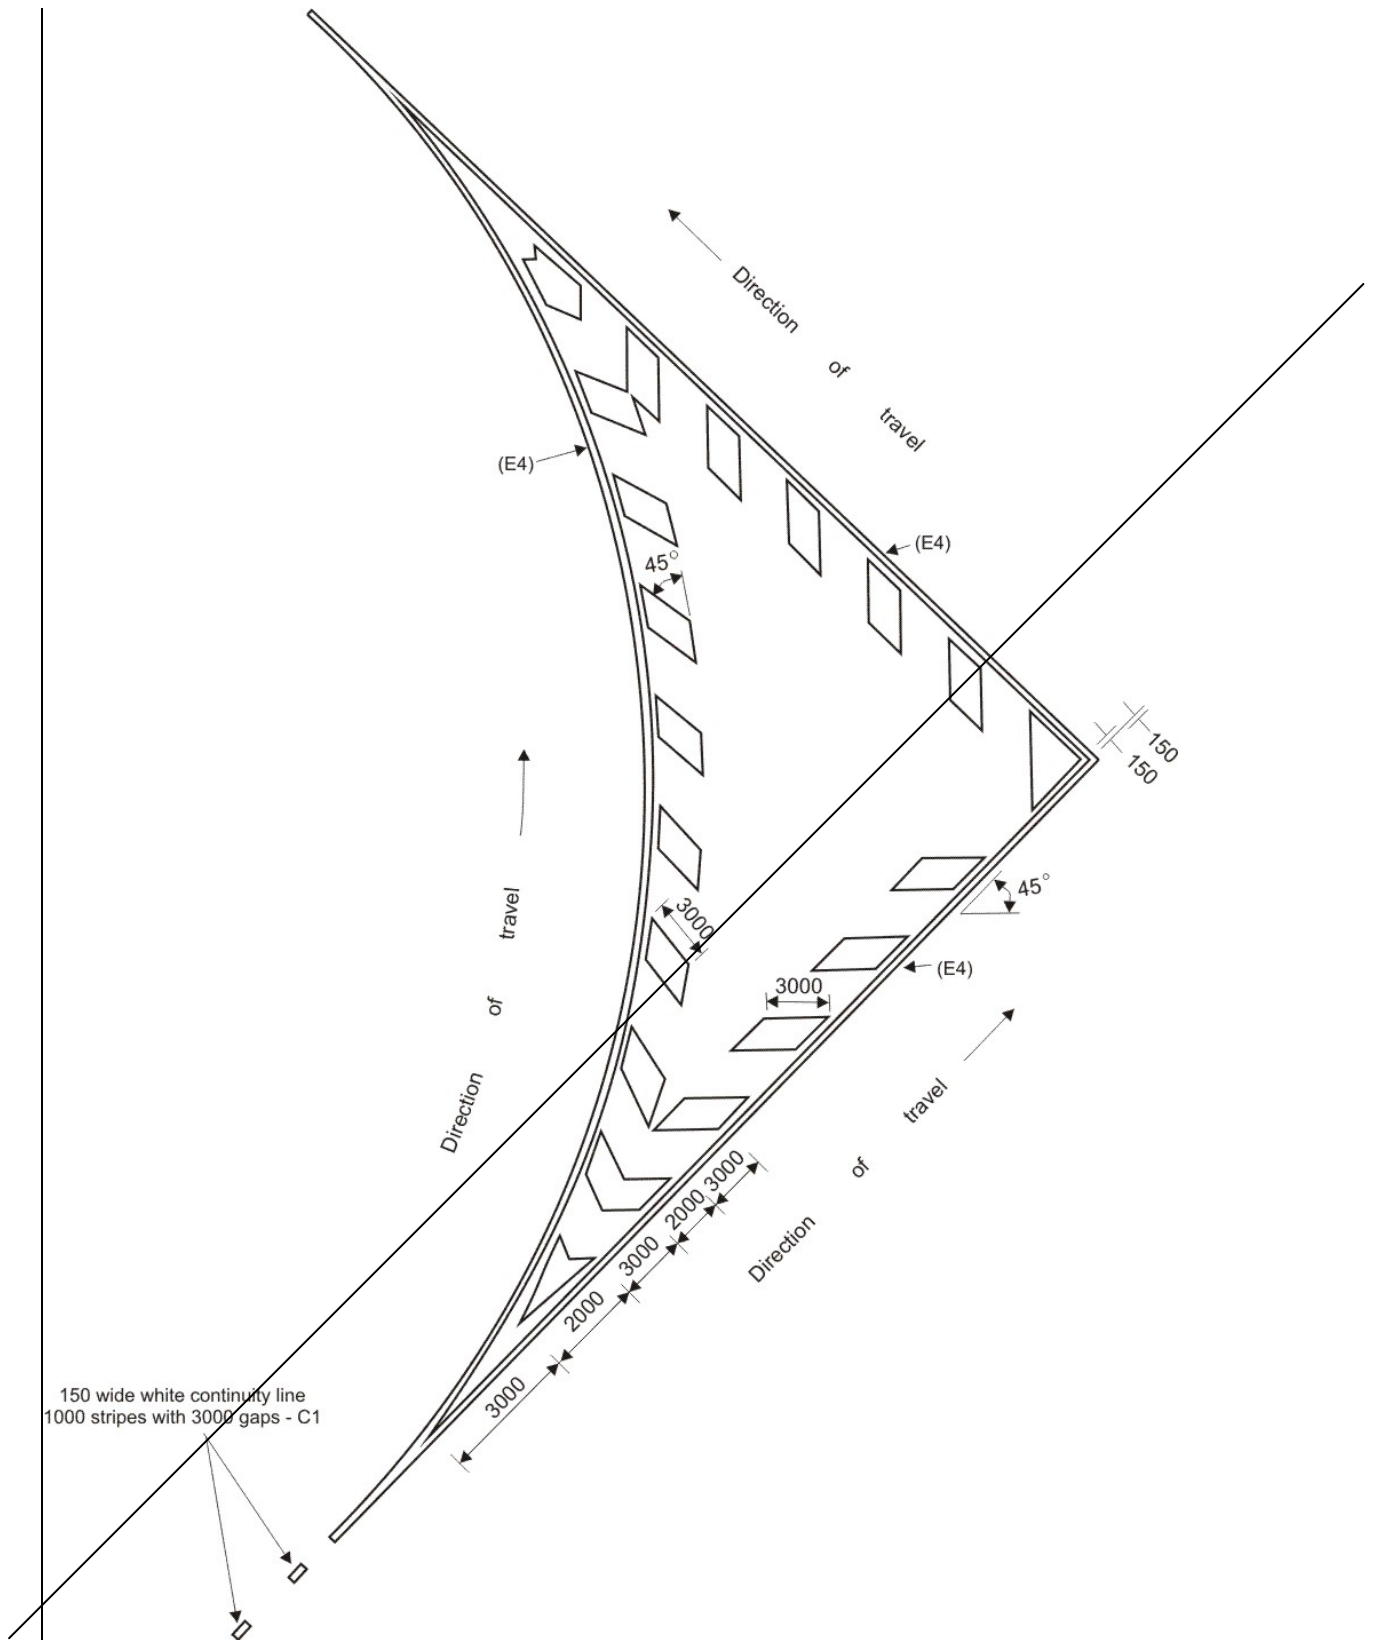 Direction of travel
(E4)
45°
(E4)
150
150
45°
3000
(E4)
3000
Direction of travel
Direction of travel
3000
2000
3000
2000
3000
150 wide white continuity line
1000 stripes with 3000 gaps - C1